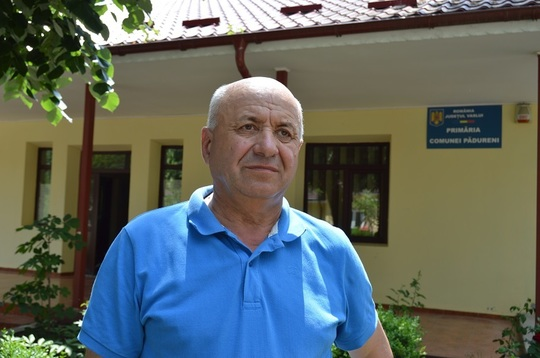 ROMÂNIA
JUDEȚUL VASLUI
PRIMĂRIA
COMUNEI PĂDURENI